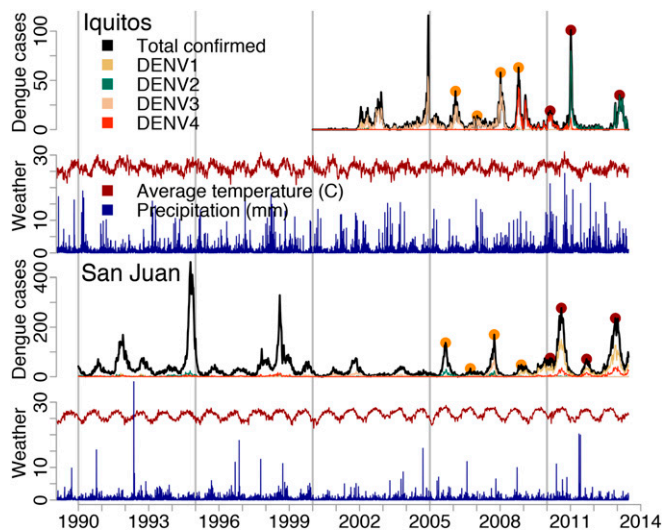 Iquitos
Total confirmed
DENV1
DENV2
DENV3
DENV4
Dengue cases
100
50
0
Average temperature (C)
Precipitation (mm)
Weather
30
10
0
San Juan
Dengue cases
400
200
0
Weather
30
10
0
1990 1993 1996 1999 2002 2005 2008 2011 2014